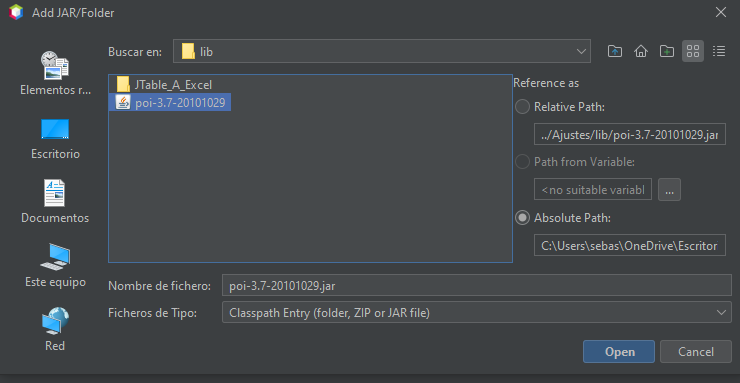 Add JAR/Folder
Buscar en:
lib
Elementos r...
Escritorio
Documentos
Este equipo
Red
JTable_A_Excel
poi-3.7-20101029
Reference as
Relative Path:
../Ajustes/lib/poi-3.7-20101029.jar
Path from Variable:
<no suitable variabl
...
Absolute Path:
C:\Users\sebas\OneDrive\Escritor
Nombre de fichero:
poi-3.7-20101029.jar
Ficheros de Tipo:
Classpath Entry (folder, ZIP or JAR file)
Open
Cancel